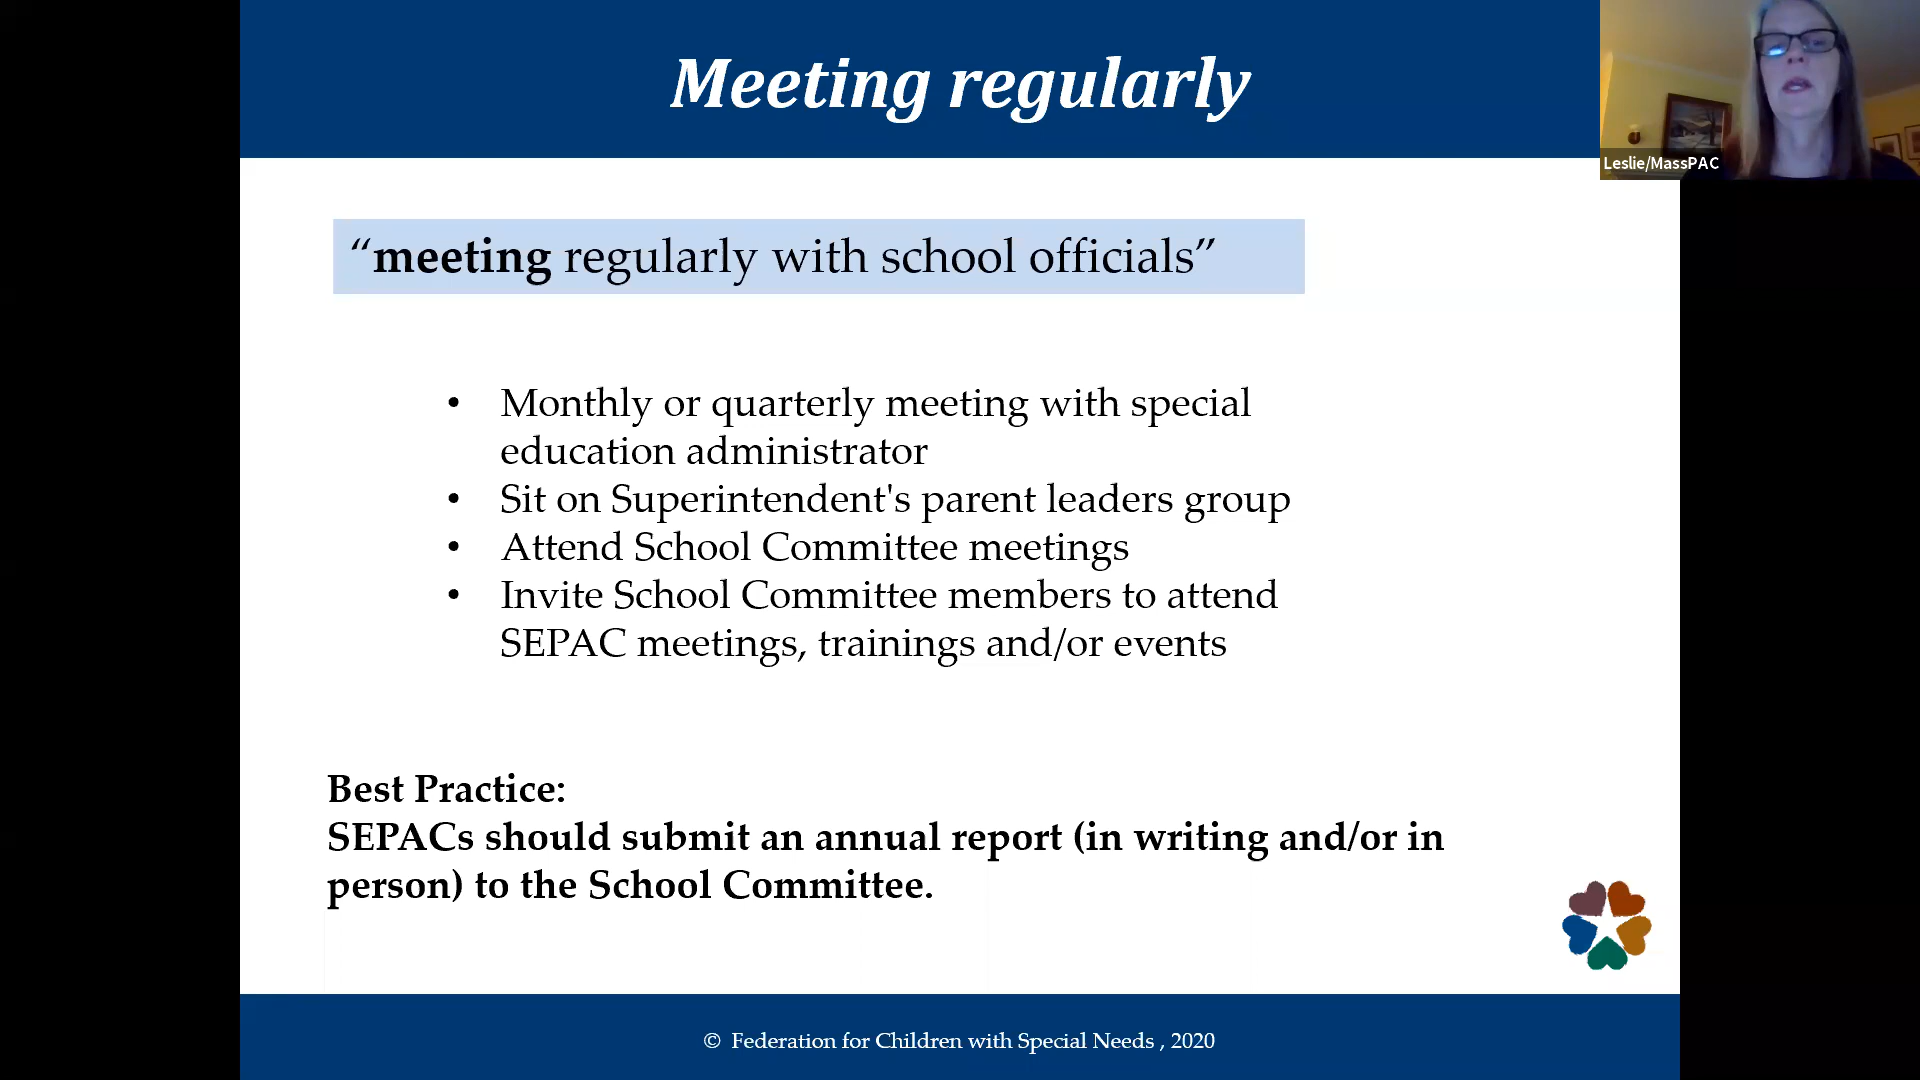 Meeting regularly
Leslie/MassPAC
“meeting regularly with school officials”
• Monthly or quarterly meeting with special
education administrator
• Sit on Superintendent's parent leaders group
• Attend School Committee meetings
• Invite School Committee members to attend
SEPAC meetings, trainings and/or events
Best Practice:
SEPACs should submit an annual report (in writing and/or in
person) to the School Committee.
© Federation for Children with Special Needs , 2020